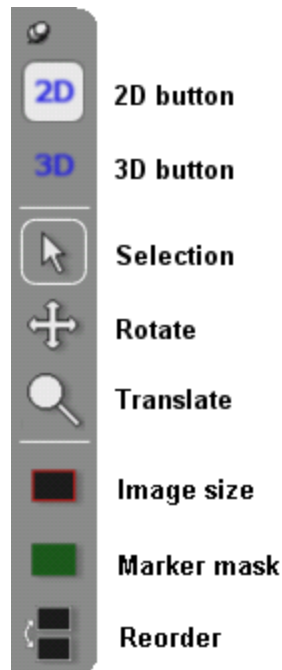 2D 2D button
3D 3D button
Selection
Rotate
Translate
Image size
Marker mask
Reorder